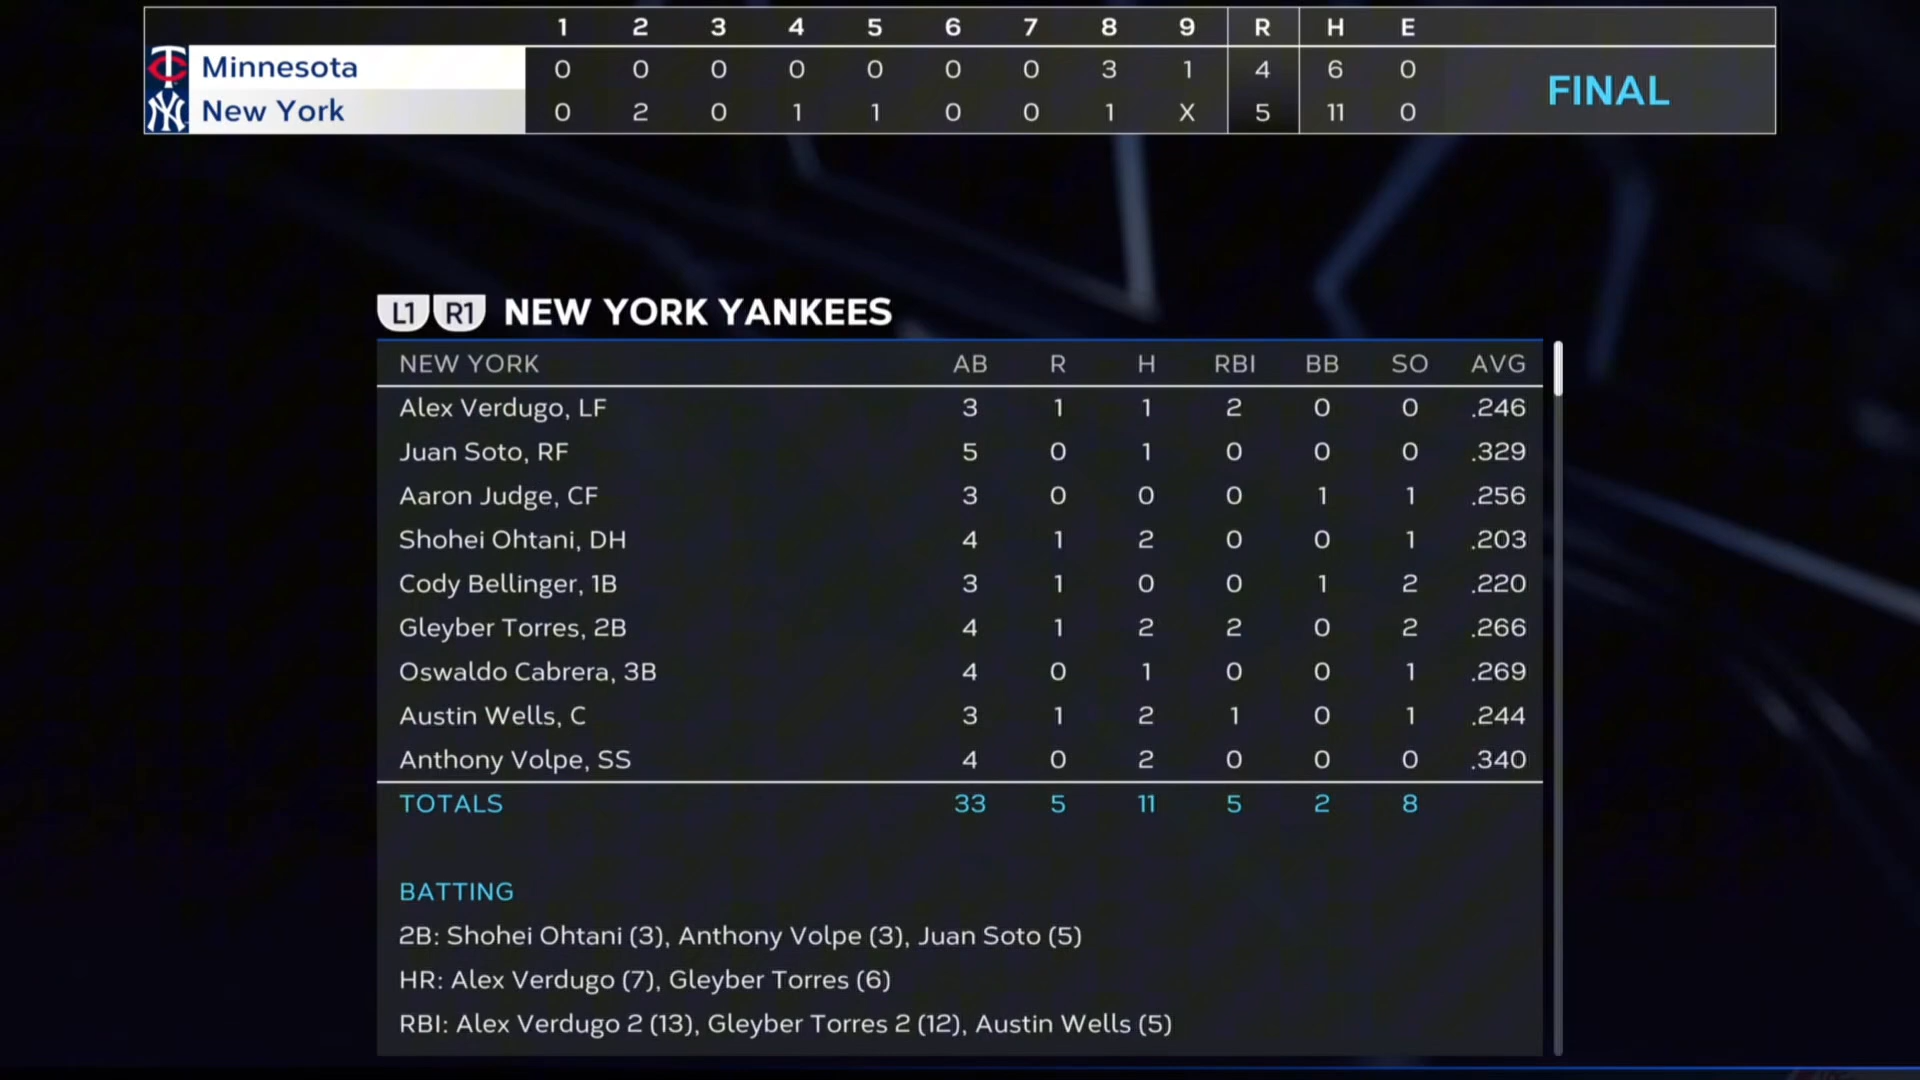 1 2 3 4 5 6 7 8 9 R H E
Minnesota 0 0 0 0 0 0 0 3 1 4 6 0
New York 0 2 0 1 1 0 0 1 X 5 11 0
FINAL
L1 R1 NEW YORK YANKEES
NEW YORK AB R H RBI BB SO AVG
Alex Verdugo, LF 3 1 1 2 0 0 .246
Juan Soto, RF 5 0 1 0 0 0 .329
Aaron Judge, CF 3 0 0 0 1 1 .256
Shohei Ohtani, DH 4 1 2 0 0 1 .203
Cody Bellinger, 1B 3 1 0 0 1 2 .220
Gleyber Torres, 2B 4 1 2 2 0 2 .266
Oswaldo Cabrera, 3B 4 0 1 0 0 1 .269
Austin Wells, C 3 1 2 1 0 1 .244
Anthony Volpe, SS 4 0 2 0 0 0 .340
TOTALS 33 5 11 5 2 8
BATTING
2B: Shohei Ohtani (3), Anthony Volpe (3), Juan Soto (5)
HR: Alex Verdugo (7), Gleyber Torres (6)
RBI: Alex Verdugo 2 (13), Gleyber Torres 2 (12), Austin Wells (5)